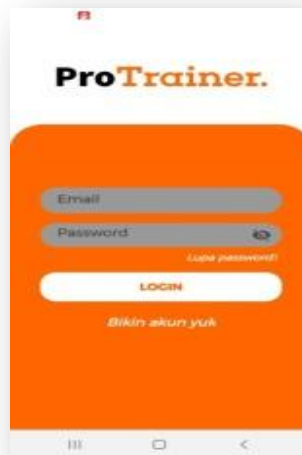 ProTrainer.
Email
Password
Lupa password?
LOGIN
Bikin akun yuk